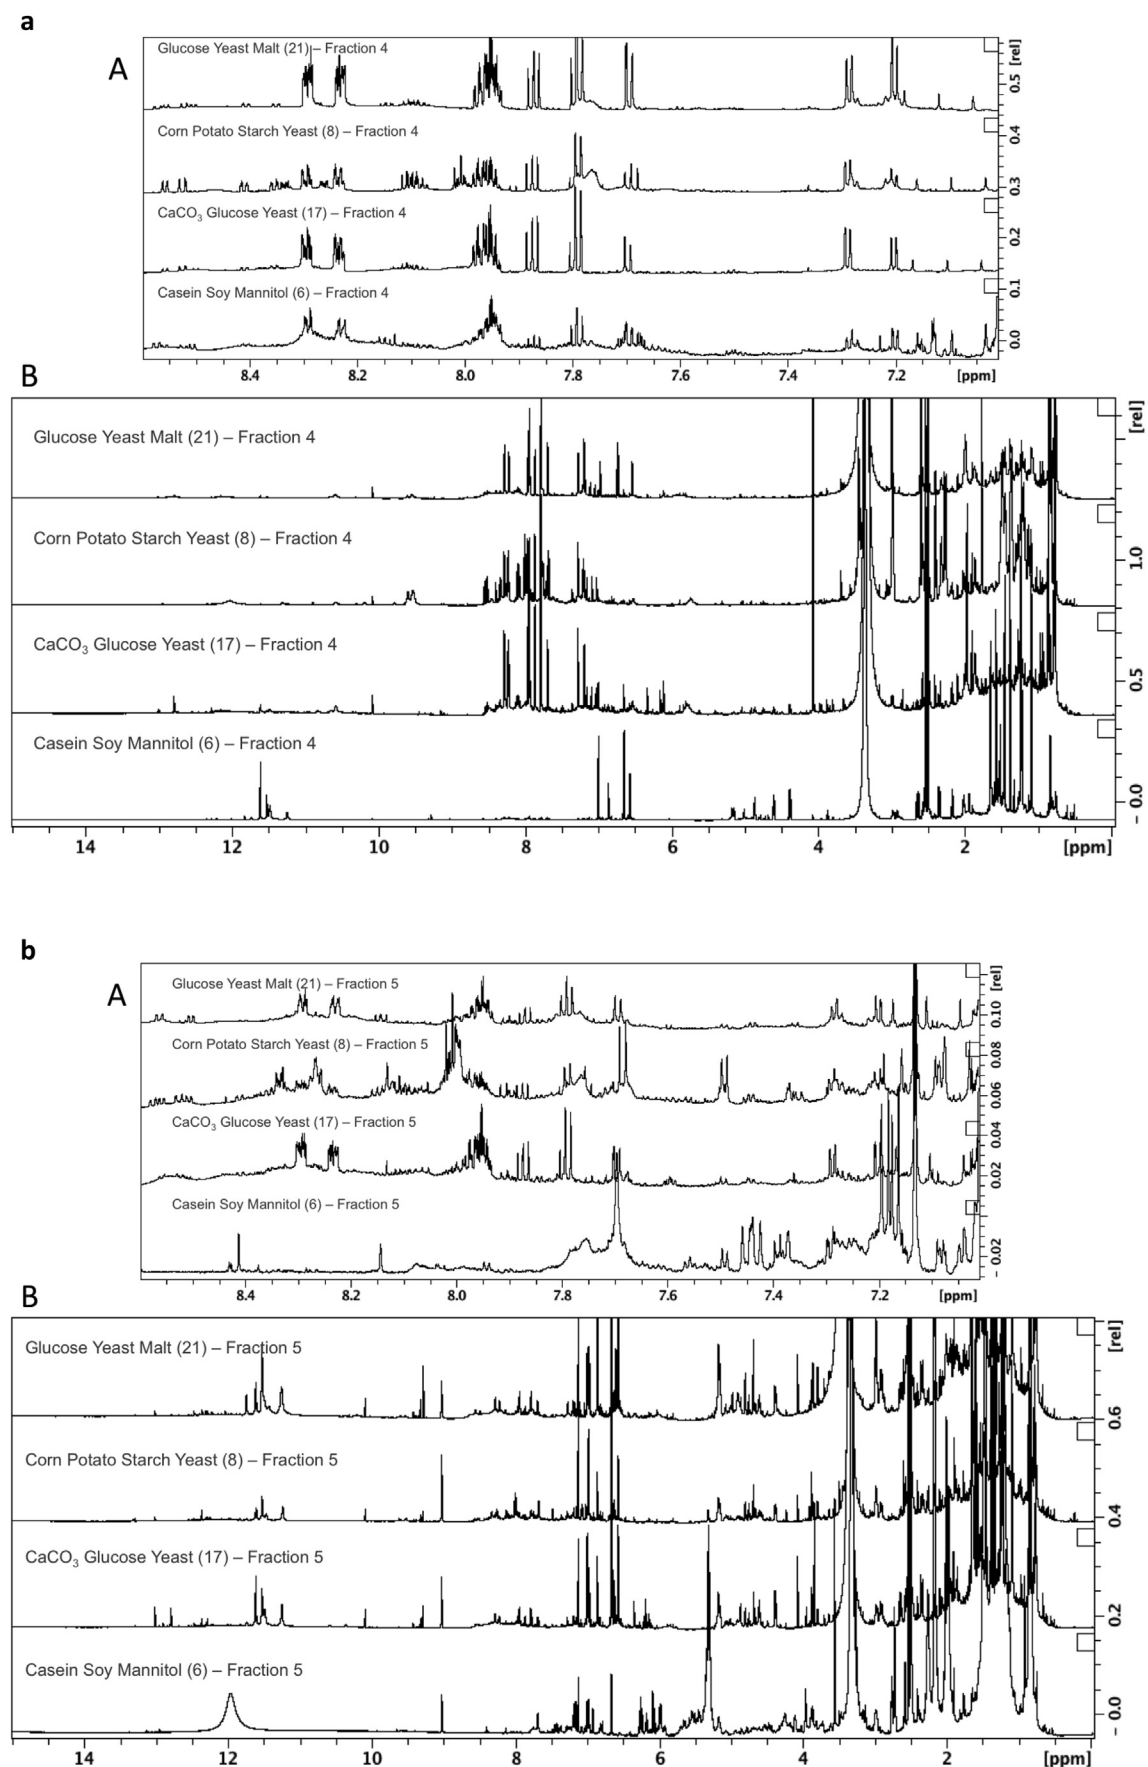 a
A
Glucose Yeast Malt (21) – Fraction 4
Corn Potato Starch Yeast (8) – Fraction 4
CaCO₃ Glucose Yeast (17) – Fraction 4
Casein Soy Mannitol (6) – Fraction 4
[rel]
0.5
0.4
0.3
0.2
0.1
0.0
8.4 8.2 8.0 7.8 7.6 7.4 7.2 [ppm]
B
Glucose Yeast Malt (21) – Fraction 4
Corn Potato Starch Yeast (8) – Fraction 4
CaCO₃ Glucose Yeast (17) – Fraction 4
Casein Soy Mannitol (6) – Fraction 4
[rel]
1.0
0.5
– 0.0
14 12 10 8 6 4 2 [ppm]
b
A
Glucose Yeast Malt (21) – Fraction 5
Corn Potato Starch Yeast (8) – Fraction 5
CaCO₃ Glucose Yeast (17) – Fraction 5
Casein Soy Mannitol (6) – Fraction 5
[rel]
0.10
0.08
0.06
0.04
0.02
– 0.02
8.4 8.2 8.0 7.8 7.6 7.4 7.2 [ppm]
B
Glucose Yeast Malt (21) – Fraction 5
Corn Potato Starch Yeast (8) – Fraction 5
CaCO₃ Glucose Yeast (17) – Fraction 5
Casein Soy Mannitol (6) – Fraction 5
[rel]
0.6
0.4
0.2
– 0.0
14 12 10 8 6 4 2 [ppm]